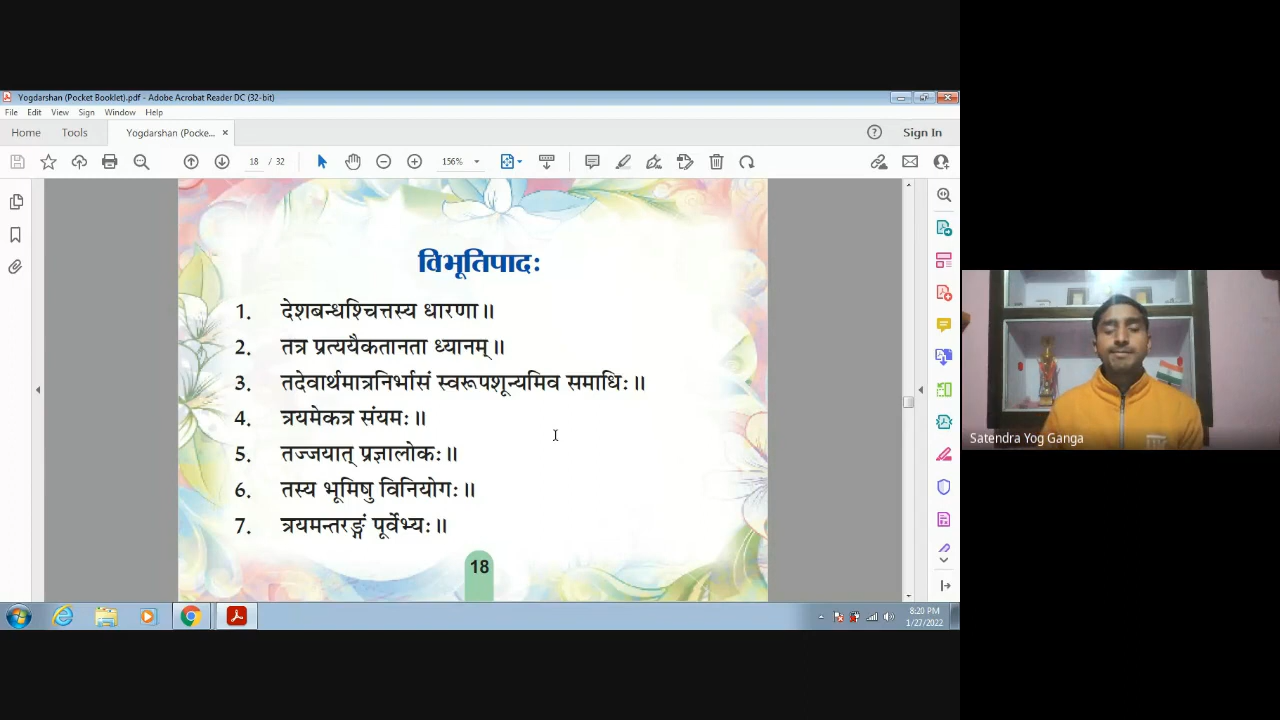 Yogdarshan (Pocket Booklet).pdf - Adobe Acrobat Reader DC (32-bit)
File Edit View Sign Window Help
Home Tools Yogdarshan (Pocke... × Sign In
18 / 32 156%
विभूतिपादः
1. देशबन्धश्चित्तस्य धारणा॥
2. तत्र प्रत्ययैकतानता ध्यानम्॥
3. तदेवार्थमात्रनिर्भासं स्वरूपशून्यमिव समाधिः॥
4. त्रयमेकत्र संयमः॥
5. तज्जयात् प्रज्ञालोकः॥
6. तस्य भूमिषु विनियोगः॥
7. त्रयमन्तरङ्गं पूर्वेभ्यः॥
18
Satendra Yog Ganga
8:20 PM
1/27/2022